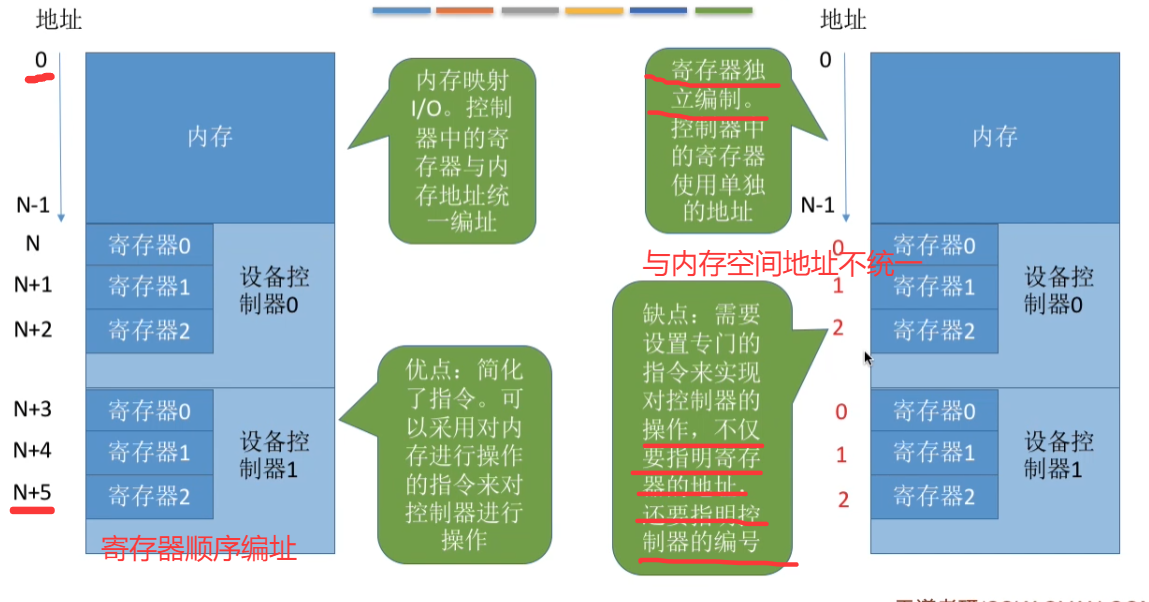 地址
0
内存
N-1
N
N+1
N+2
N+3
N+4
N+5
寄存器0
寄存器1
寄存器2
设备控
制器0
寄存器0
寄存器1
寄存器2
设备控
制器1
寄存器顺序编址
内存映射
I/O。控制
器中的寄
存器与内
存地址统
一编址
优点：简化
了指令。可
以采用对内
存进行操作
的指令来对
控制器进行
操作
地址
0
内存
N-1
0
1
2
0
1
2
寄存器0
寄存器1
寄存器2
设备控
制器0
寄存器0
寄存器1
寄存器2
设备控
制器1
寄存器独
立编制。
控制器中
的寄存器
使用单独
的地址
与内存空间地址不统一
缺点：需要
设置专门的
指令来实现
对控制器的
操作，不仅
要指明寄存
器的地址，
还要指明控
制器的编号